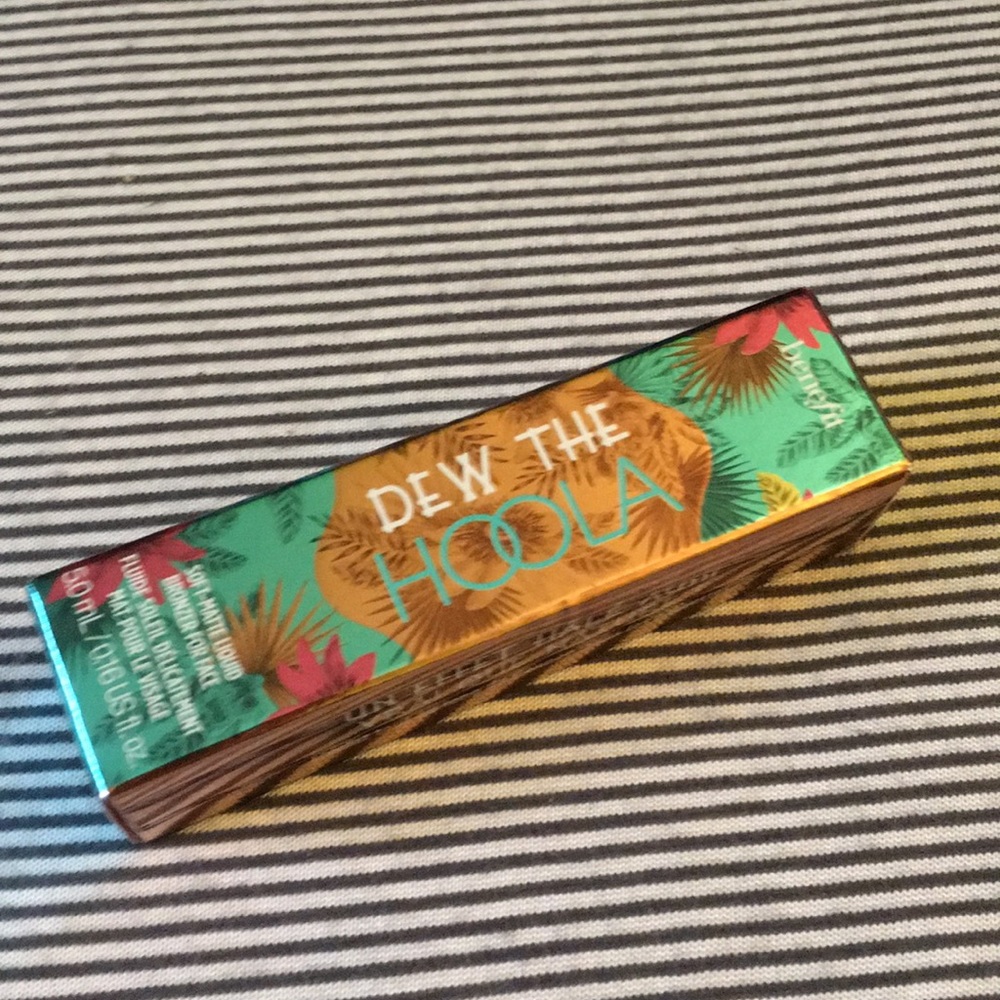 benefit
DEW THE
HOOLA
SOFT-MATTE LIQUID
BRONZER FOR FACE
FLUIDE SOLEIL DÉLICATEMENT
MAT POUR LE VISAGE
5.0 mL / 0.16 US fl. oz